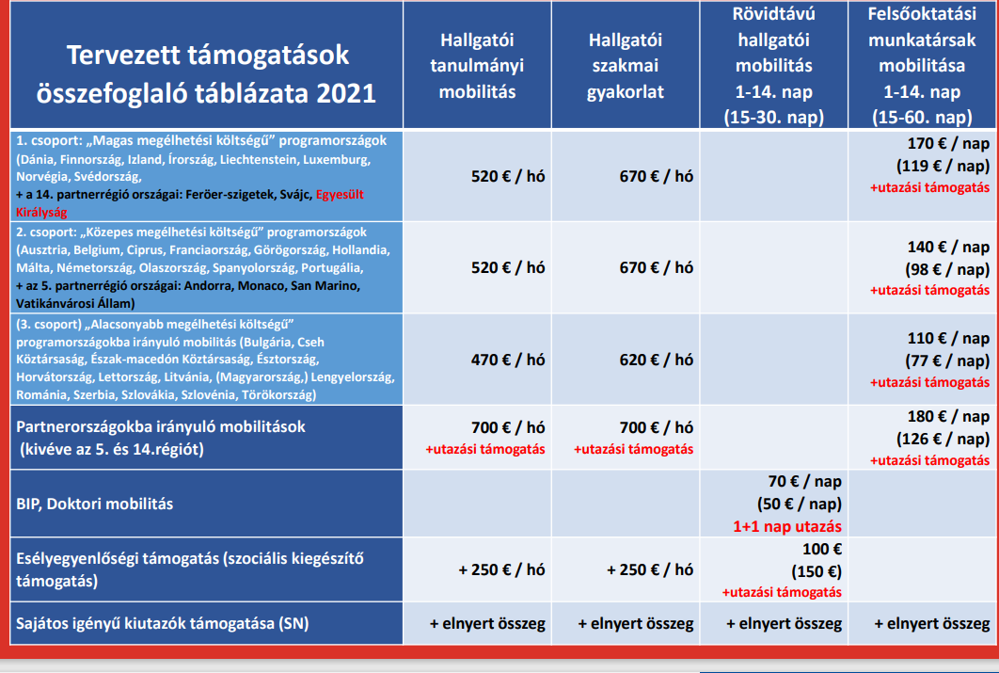 Tervezett támogatások
összefoglaló táblázata 2021
Hallgatói
tanulmányi
mobilitás
Hallgatói
szakmai
gyakorlat
Rövidtávú
hallgatói
mobilitás
1-14. nap
(15-30. nap)
Felsőoktatási
munkatársak
mobilitása
1-14. nap
(15-60. nap)
1. csoport: „Magas megélhetési költségű” programországok
(Dánia, Finnország, Izland, Írország, Liechtenstein, Luxemburg,
Norvégia, Svédország,
+ a 14. partnerrégió országai: Feröer-szigetek, Svájc, Egyesült
Királyság
520 € / hó
670 € / hó
170 € / nap
(119 € / nap)
+utazási támogatás
2. csoport: „Közepes megélhetési költségű” programországok
(Ausztria, Belgium, Ciprus, Franciaország, Görögország, Hollandia,
Málta, Németország, Olaszország, Spanyolország, Portugália,
+ az 5. partnerrégió országai: Andorra, Monaco, San Marino,
Vatikánvárosi Állam)
520 € / hó
670 € / hó
140 € / nap
(98 € / nap)
+utazási támogatás
(3. csoport) „Alacsonyabb megélhetési költségű”
programországokba irányuló mobilitás (Bulgária, Cseh
Köztársaság, Észak-macedón Köztársaság, Észtország,
Horvátország, Lettország, Litvánia, (Magyarország,) Lengyelország,
Románia, Szerbia, Szlovákia, Szlovénia, Törökország)
470 € / hó
620 € / hó
110 € / nap
(77 € / nap)
+utazási támogatás
Partnerországokba irányuló mobilitások
(kivéve az 5. és 14.régiót)
700 € / hó
+utazási támogatás
700 € / hó
+utazási támogatás
180 € / nap
(126 € / nap)
+utazási támogatás
BIP, Doktori mobilitás
70 € / nap
(50 € / nap)
1+1 nap utazás
Esélyegyenlőségi támogatás (szociális kiegészítő
támogatás)
+ 250 € / hó
+ 250 € / hó
100 €
(150 €)
+utazási támogatás
Sajátos igényű kiutazók támogatása (SN)
+ elnyert összeg
+ elnyert összeg
+ elnyert összeg
+ elnyert összeg